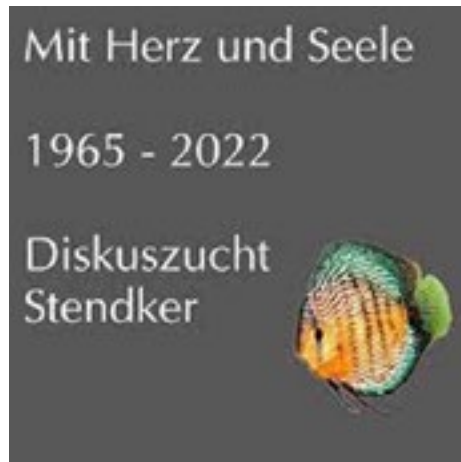 Mit Herz und Seele
1965 - 2022
Diskuszucht
Stendker